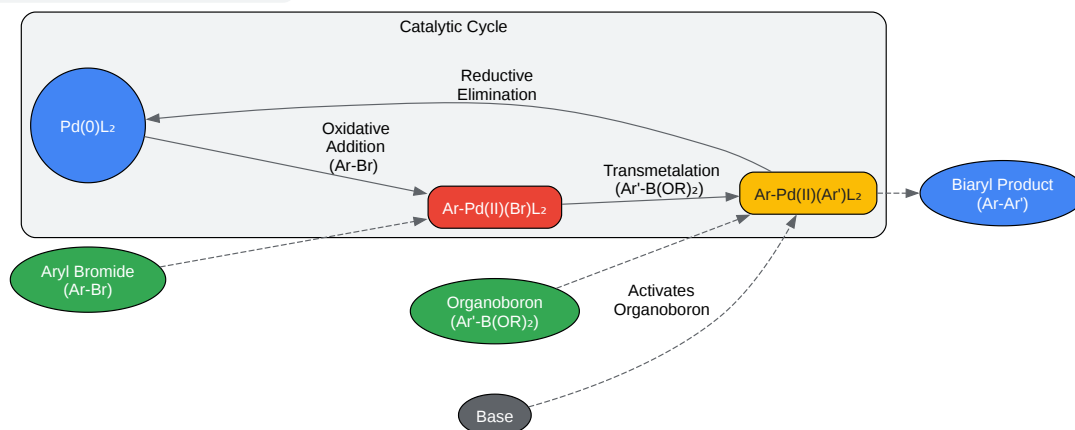 Catalytic Cycle
Reductive
Elimination
Pd(0)L₂
Oxidative
Addition
(Ar-Br)
Transmetalation
(Ar'-B(OR)₂)
Ar-Pd(II)(Br)L₂
Ar-Pd(II)(Ar')L₂
Biaryl Product
(Ar-Ar')
Aryl Bromide
(Ar-Br)
Organoboron
(Ar'-B(OR)₂)
Activates
Organoboron
Base